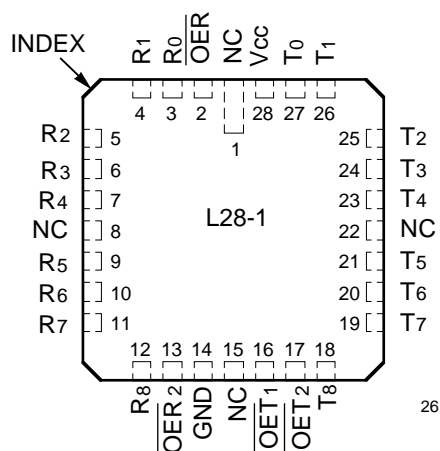 INDEX
R1 R0 OER NC Vcc T0 T1
4 3 2 1 28 27 26
R2 5 25 T2
R3 6 24 T3
R4 7 23 T4
L28-1
NC 8 22 NC
R5 9 21 T5
R6 10 20 T6
R7 11 19 T7
12 13 14 15 16 17 18
R8 OER2 GND NC OET1 OET2 T8
26